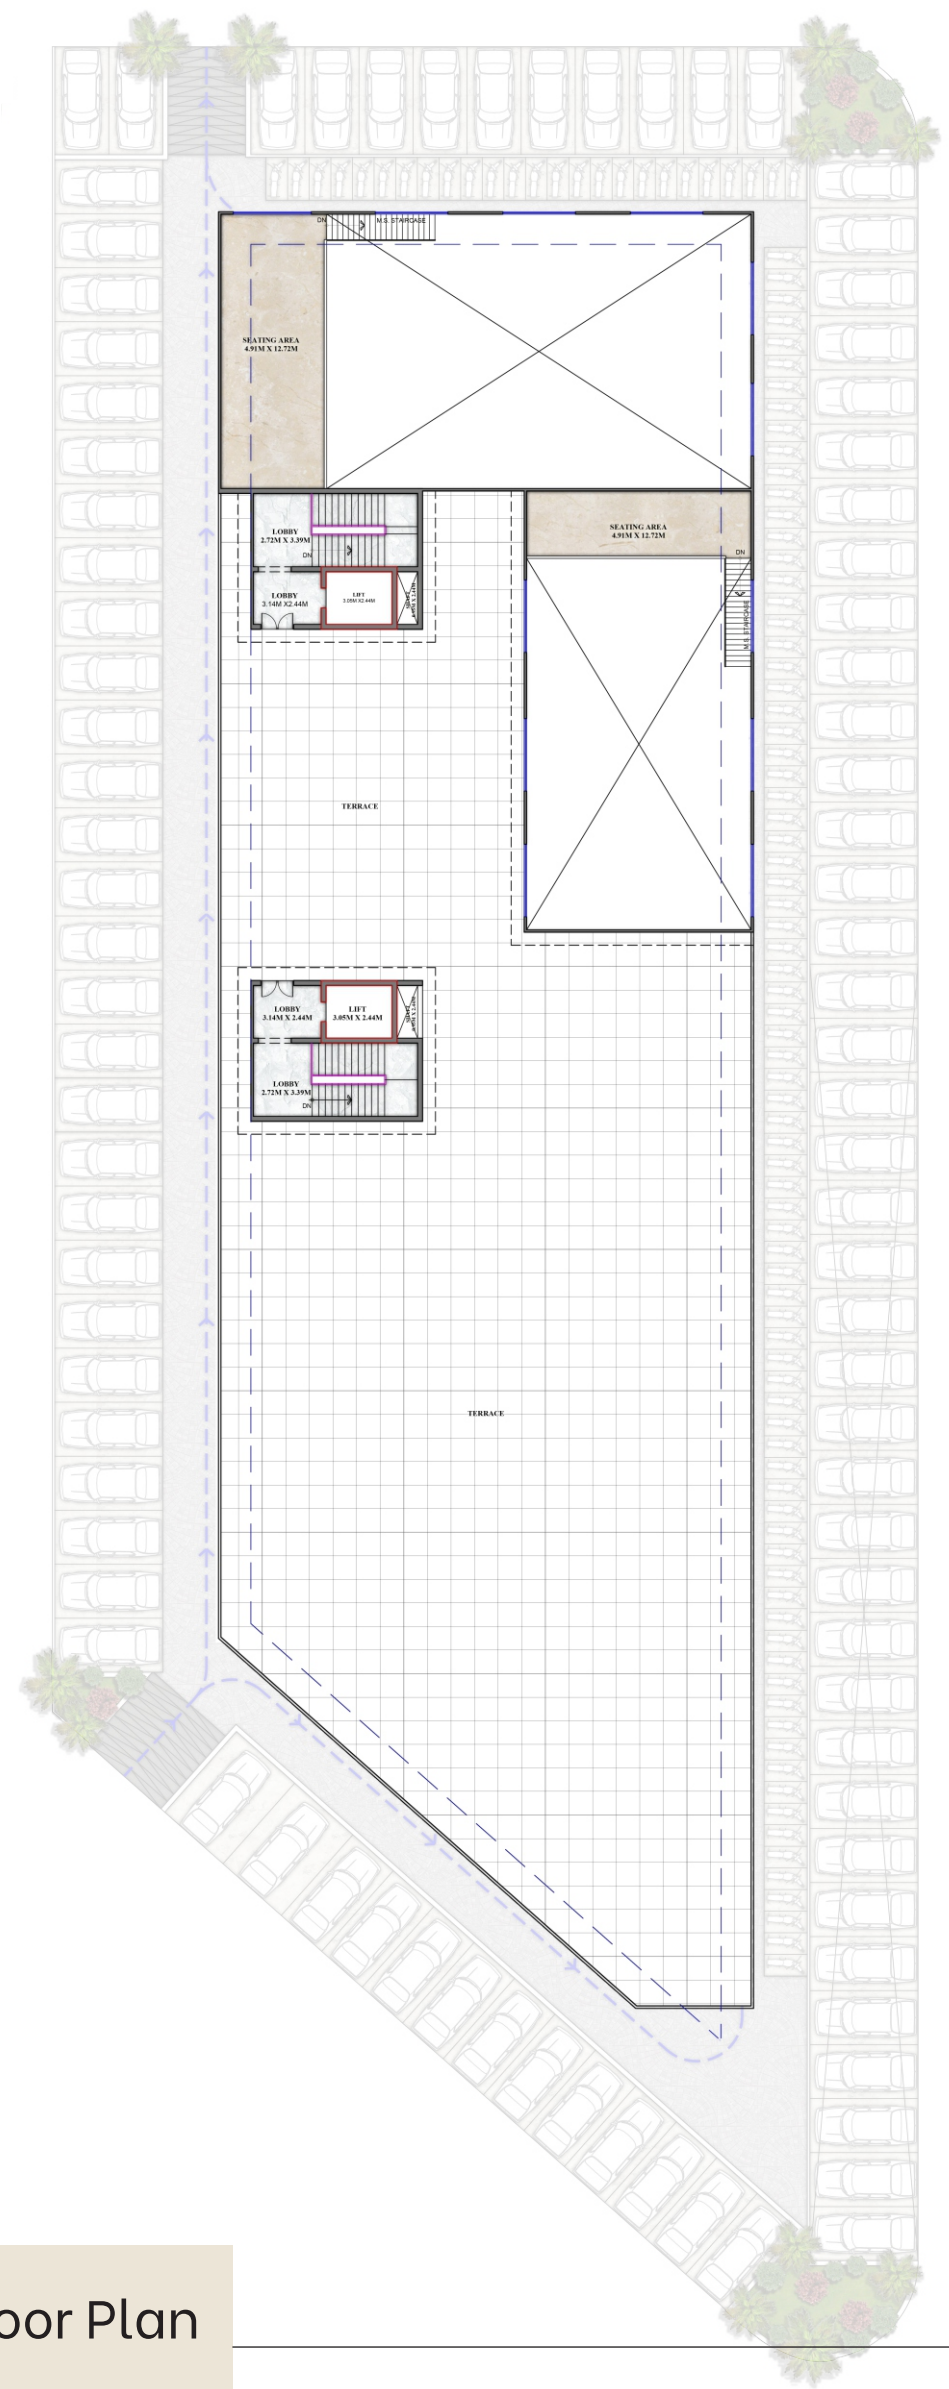 DN
M.S. STAIRCASE
SEATING AREA
4.91M X 12.72M
SEATING AREA
4.91M X 12.72M
LOBBY
2.72M X 3.39M
DN
DN
LOBBY
3.14M X2.44M
LIFT
3.05M X2.44M
M.S. STAIRCASE
TERRACE
LOBBY
3.14M X 2.44M
LIFT
3.05M X 2.44M
LOBBY
2.72M X 3.39M
DN
TERRACE
oor Plan